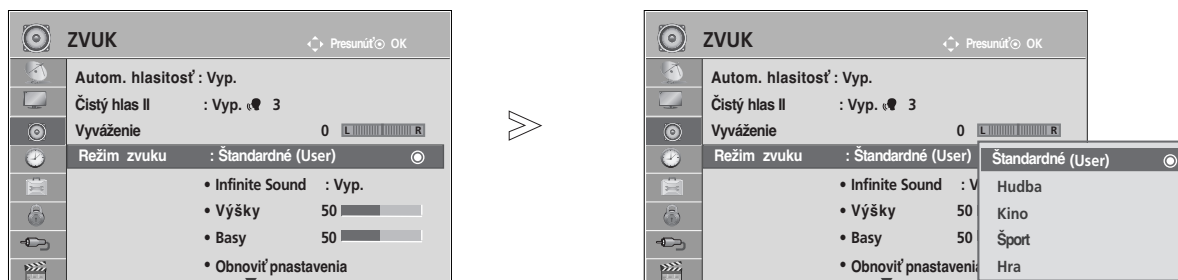 ZVUK
Presunúť OK
Autom. hlasitosť : Vyp.
Čistý hlas II : Vyp. 3
Vyváženie 0 L R
Režim zvuku : Štandardné (User)
• Infinite Sound : Vyp.
• Výšky 50
• Basy 50
• Obnoviť pnastavenia
>
ZVUK
Presunúť OK
Autom. hlasitosť : Vyp.
Čistý hlas II : Vyp. 3
Vyváženie 0 L R
Režim zvuku : Štandardné (User)
• Infinite Sound : V
• Výšky 50
• Basy 50
• Obnoviť pnastaveni
Štandardné (User)
Hudba
Kino
Šport
Hra